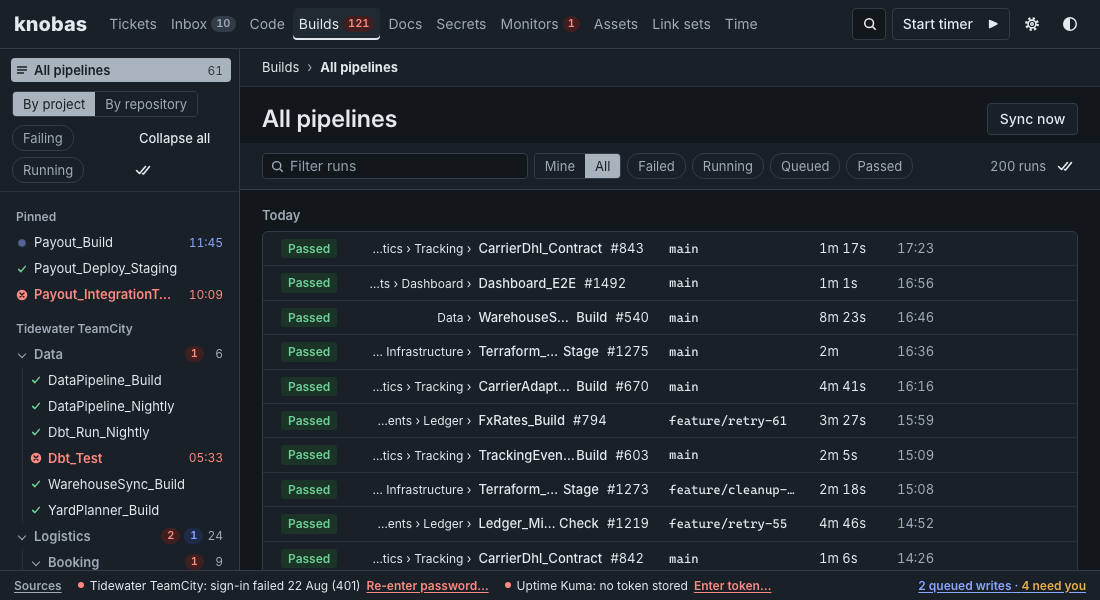 knobas Tickets Inbox 10 Code Builds 121 Docs Secrets Monitors 1 Assets Link sets Time Start timer
All pipelines 61
By project By repository
Failing Collapse all
Running
Pinned
Payout_Build 11:45
Payout_Deploy_Staging
Payout_IntegrationT... 10:09
Tidewater TeamCity
Data 1 6
DataPipeline_Build
DataPipeline_Nightly
Dbt_Run_Nightly
Dbt_Test 05:33
WarehouseSync_Build
YardPlanner_Build
Logistics 2 1 24
Booking 1 9
Builds › All pipelines
All pipelines Sync now
Filter runs Mine All Failed Running Queued Passed 200 runs
Today
Passed ...tics › Tracking › CarrierDhl_Contract #843 main 1m 17s 17:23
Passed ...ts › Dashboard › Dashboard_E2E #1492 main 1m 1s 16:56
Passed Data › WarehouseS... Build #540 main 8m 23s 16:46
Passed ... Infrastructure › Terraform_... Stage #1275 main 2m 16:36
Passed ...tics › Tracking › CarrierAdapt... Build #670 main 4m 41s 16:16
Passed ...ents › Ledger › FxRates_Build #794 feature/retry-61 3m 27s 15:59
Passed ...tics › Tracking › TrackingEven... Build #603 main 2m 5s 15:09
Passed ... Infrastructure › Terraform_... Stage #1273 feature/cleanup-... 2m 18s 15:08
Passed ...ents › Ledger › Ledger_Mi... Check #1219 feature/retry-55 4m 46s 14:52
Passed ...tics › Tracking › CarrierDhl_Contract #842 main 1m 6s 14:26
Sources Tidewater TeamCity: sign-in failed 22 Aug (401) Re-enter password... Uptime Kuma: no token stored Enter token... 2 queued writes · 4 need you